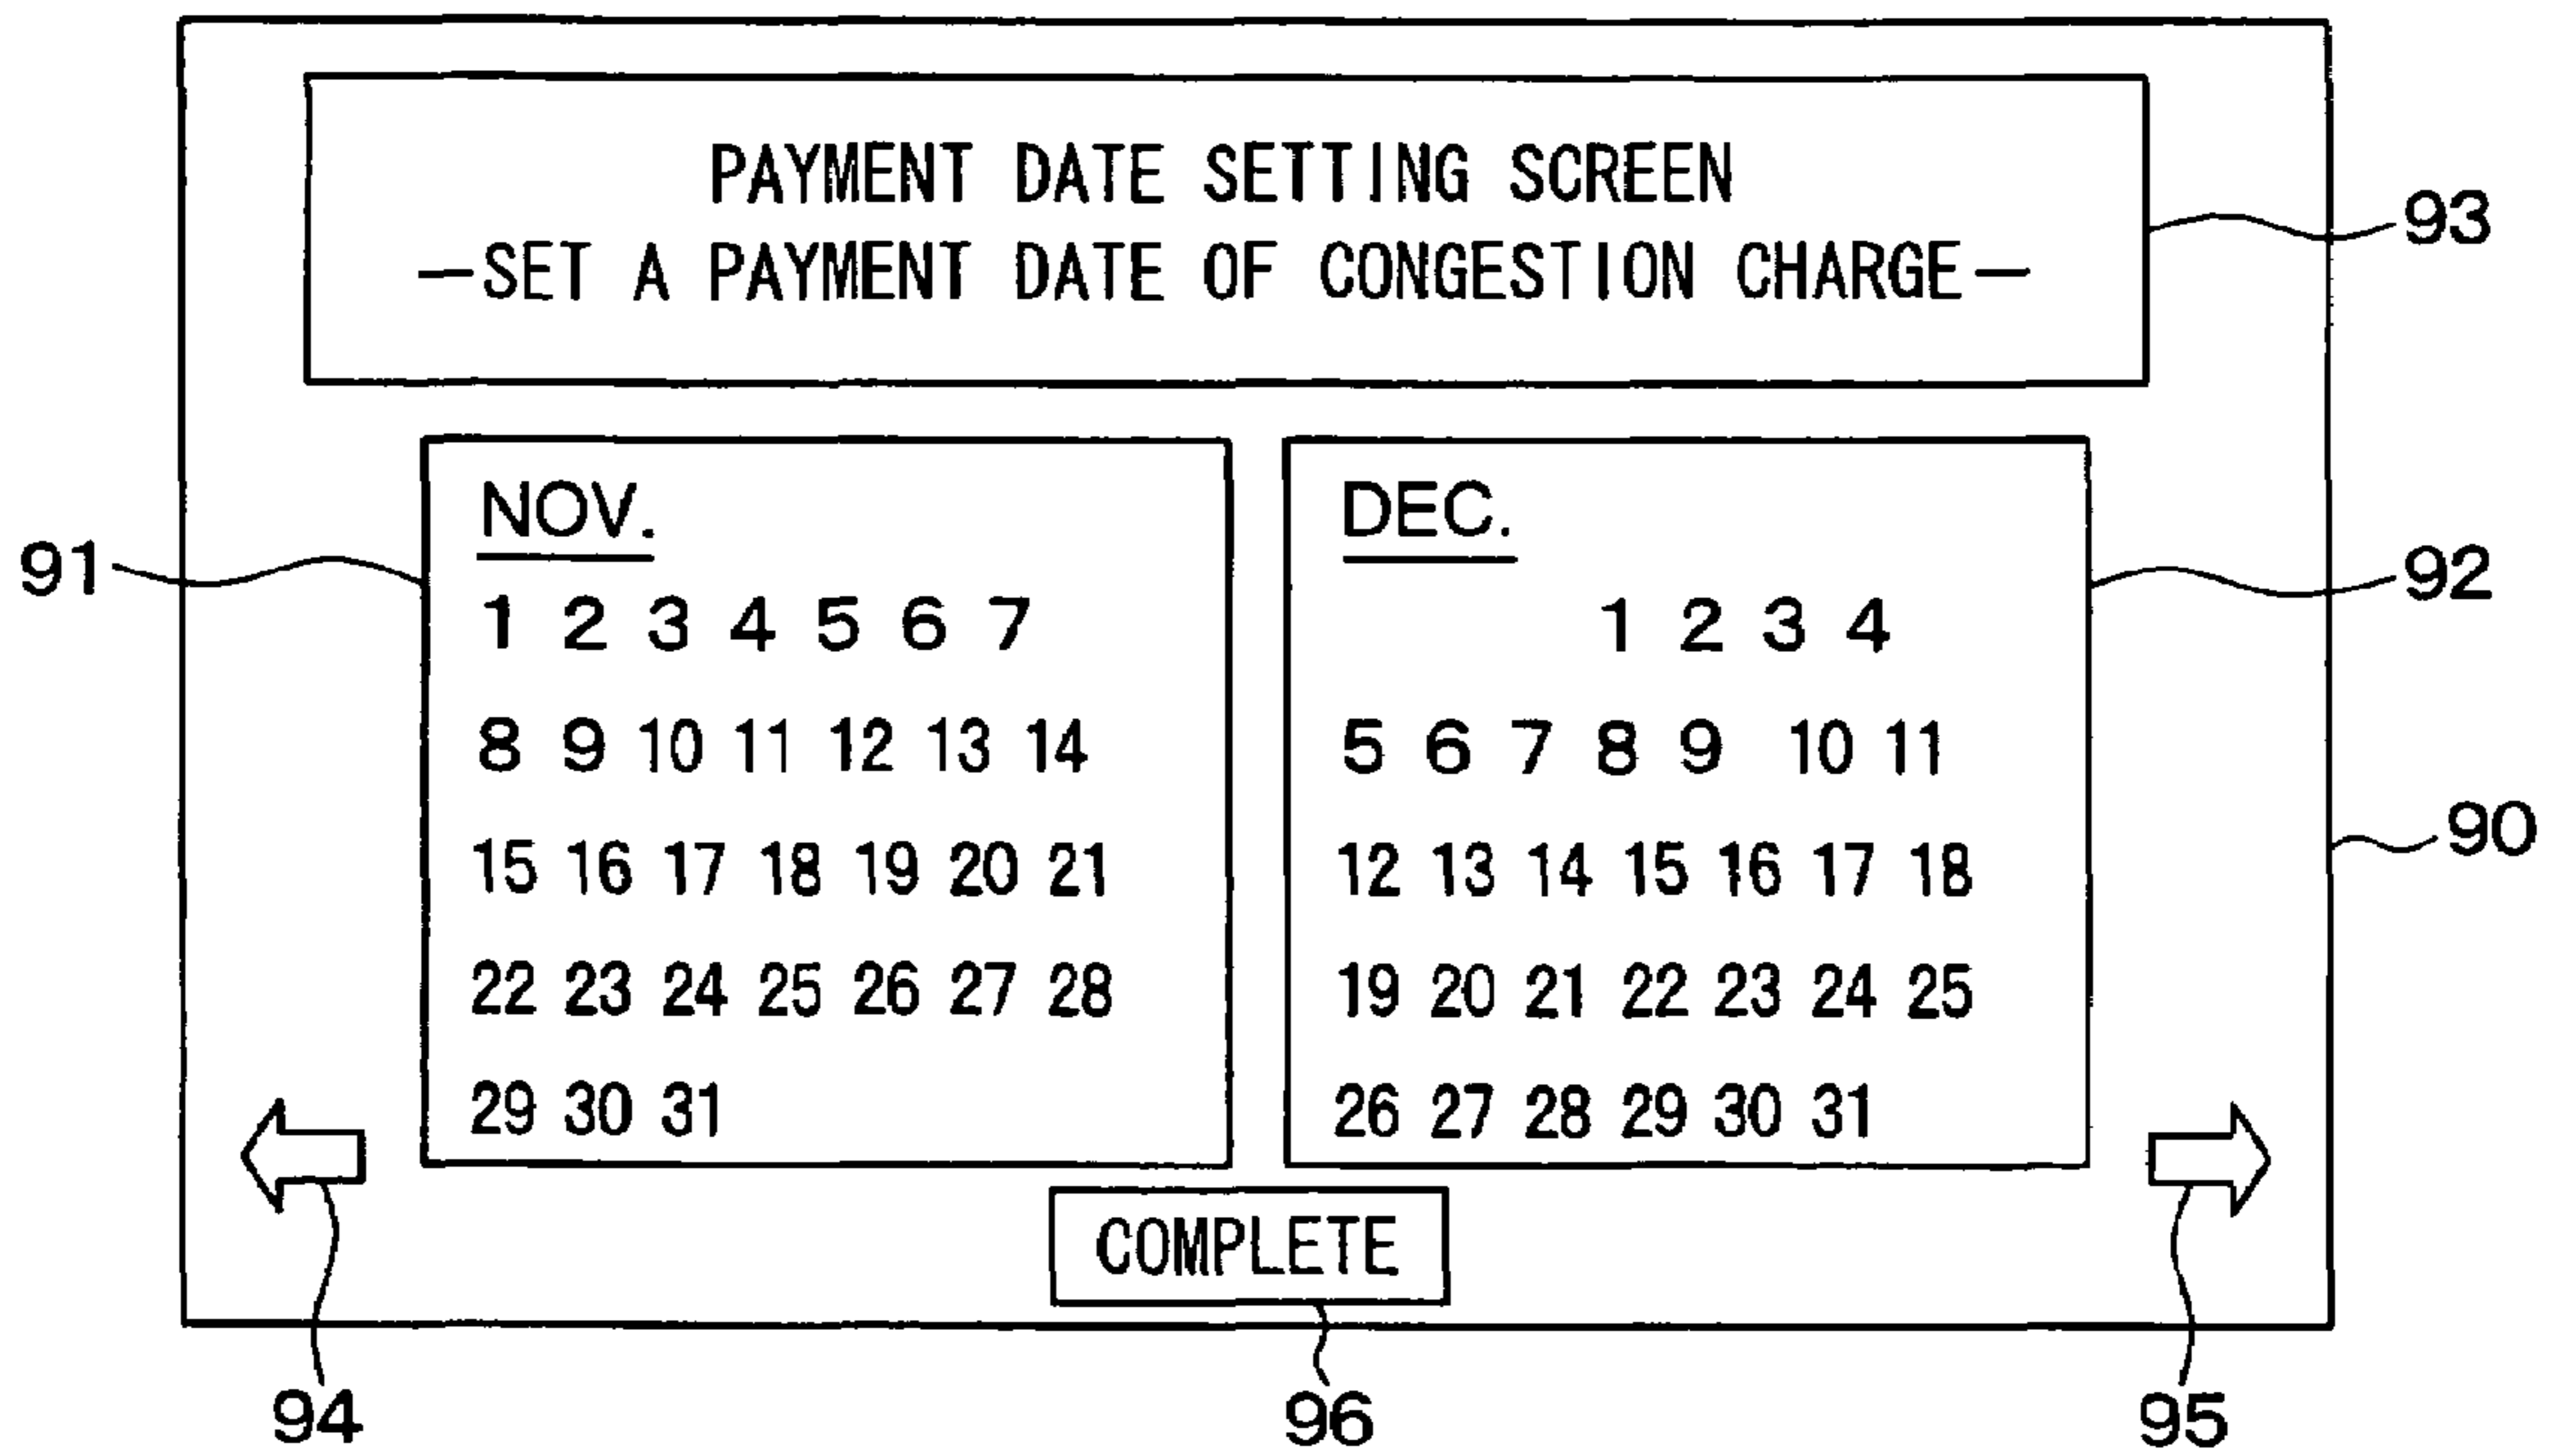 PAYMENT DATE SETTING SCREEN
—SET A PAYMENT DATE OF CONGESTION CHARGE—
93
NOV.
1 2 3 4 5 6 7
8 9 10 11 12 13 14
15 16 17 18 19 20 21
22 23 24 25 26 27 28
29 30 31
91
DEC.
1 2 3 4
5 6 7 8 9 10 11
12 13 14 15 16 17 18
19 20 21 22 23 24 25
26 27 28 29 30 31
92
90
COMPLETE
94
96
95